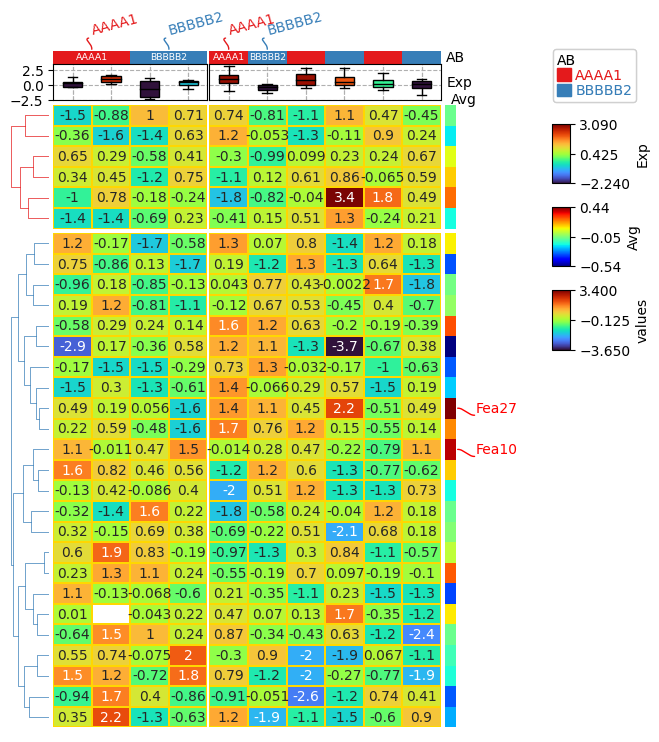 AAAA1 BBBBB2 AAAA1 BBBBB2
AAAA1 BBBBB2 AAAA1 BBBBB2 AB
2.5
0.0 Exp
−2.5 Avg
-1.5 -0.88 1 0.71 0.74 -0.81 -1.1 1.1 0.47 -0.45
-0.36 -1.6 -1.4 0.63 1.2 -0.053 -1.3 -0.11 0.9 0.24
0.65 0.29 -0.58 0.41 -0.3 -0.99 0.099 0.23 0.24 0.67
0.34 0.45 -1.2 0.75 -1.1 0.12 0.61 0.86 -0.065 0.59
-1 0.78 -0.18 -0.24 -1.8 -0.82 -0.04 3.4 1.8 0.49
-1.4 -1.4 -0.69 0.23 -0.41 0.15 0.51 1.3 -0.24 0.21
1.2 -0.17 -1.7 -0.58 1.3 0.07 0.8 -1.4 1.2 0.18
0.75 -0.86 0.13 -1.7 0.19 -1.2 1.3 -1.3 0.64 -1.3
-0.96 0.18 -0.85 -0.13 0.043 0.77 0.43 -0.0022 1.7 -1.8
0.19 1.2 -0.81 -1.1 -0.12 0.67 0.53 -0.45 0.4 -0.7
-0.58 0.29 0.24 0.14 1.6 1.2 0.63 -0.2 -0.19 -0.39
-2.9 0.17 -0.36 0.58 1.2 1.1 -1.3 -3.7 -0.67 0.38
-0.17 -1.5 -1.5 -0.29 0.73 1.3 -0.032 -0.17 -1 -0.63
-1.5 0.3 -1.3 -0.61 1.4 -0.066 0.29 0.57 -1.5 0.19
0.49 0.19 0.056 -1.6 1.4 1.1 0.45 2.2 -0.51 0.49 Fea27
0.22 0.59 -0.48 -1.6 1.7 0.76 1.2 0.15 -0.55 0.14
1.1 -0.011 0.47 1.5 -0.014 0.28 0.47 -0.22 -0.79 1.1 Fea10
1.6 0.82 0.46 0.56 -1.2 1.2 0.6 -1.3 -0.77 -0.62
-0.13 0.42 -0.086 0.4 -2 0.51 1.2 -1.3 -1.3 0.73
-0.32 -1.4 1.6 0.22 -1.8 -0.58 0.24 -0.04 1.2 0.18
0.32 -0.15 0.69 0.38 -0.69 -0.22 0.51 -2.1 0.68 0.18
0.6 1.9 0.83 -0.19 -0.97 -1.3 0.3 0.84 -1.1 -0.57
0.23 1.3 1.1 0.24 -0.55 -0.19 0.7 0.097 -0.19 -0.1
1.1 -0.13 -0.068 -0.6 0.21 -0.35 -1.1 0.23 -1.5 -1.3
0.01 -0.043 0.22 0.47 0.07 0.13 1.7 -0.35 -1.2
-0.64 1.5 1 0.24 0.87 -0.34 -0.43 0.63 -1.2 -2.4
0.55 0.74 -0.075 2 -0.3 0.9 -2 -1.9 0.067 -1.1
1.5 1.2 -0.72 1.8 0.79 -1.2 -2 -0.27 -0.77 -1.9
-0.94 1.7 0.4 -0.86 -0.91 -0.051 -2.6 -1.2 0.74 0.41
0.35 2.2 -1.3 -0.63 1.2 -1.9 -1.1 -1.5 -0.6 0.9
AB
AAAA1
BBBBB2
3.090
0.425
−2.240
Exp
0.44
−0.05
−0.54
Avg
3.400
−0.125
−3.650
values